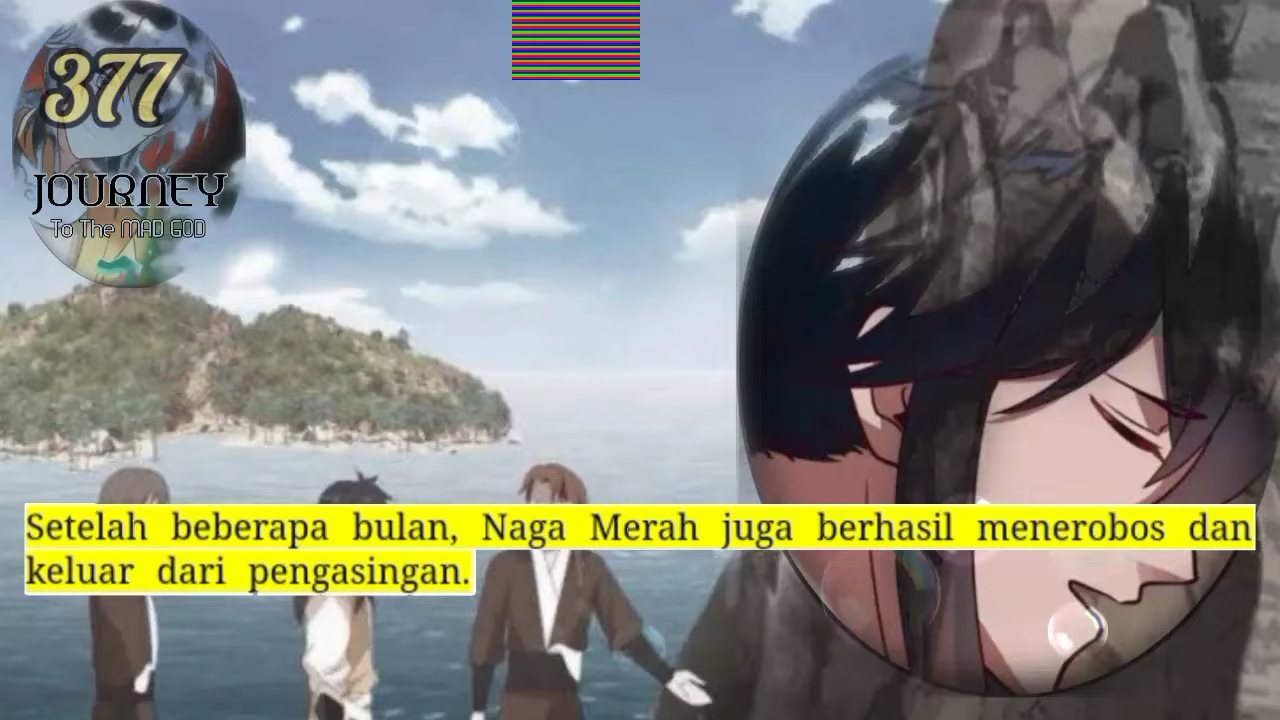 377
JOURNEY
To The MAD GOD
Setelah beberapa bulan, Naga Merah juga berhasil menerobos dan
keluar dari pengasingan.